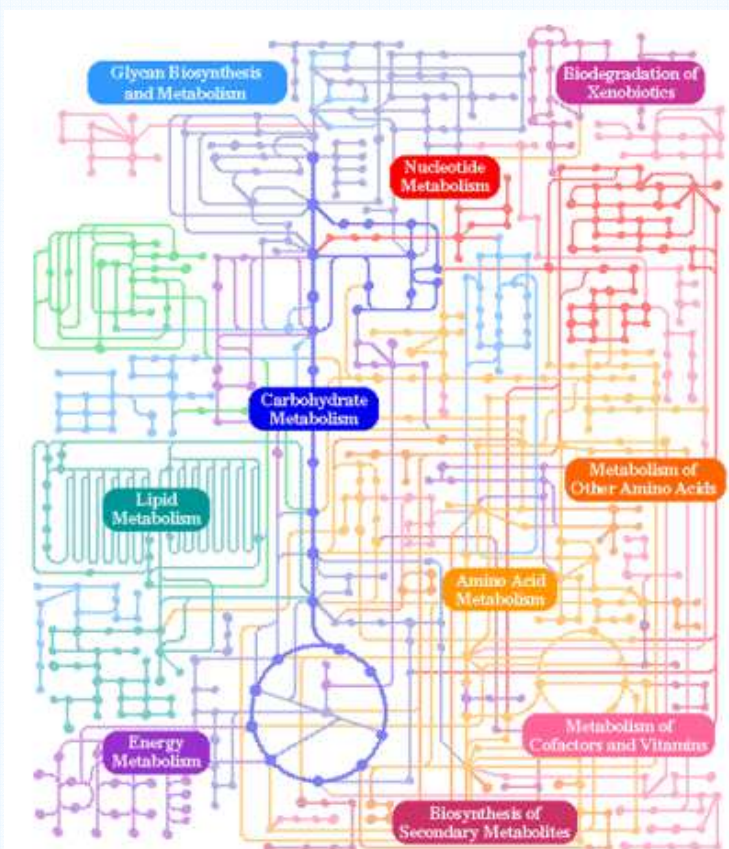 Glycan Biosynthesis
and Metabolism
Biodegradation of
Xenobiotics
Nucleotide
Metabolism
Carbohydrate
Metabolism
Metabolism of
Other Amino Acids
Lipid
Metabolism
Amino Acid
Metabolism
Metabolism of
Cofactors and Vitamins
Energy
Metabolism
Biosynthesis of
Secondary Metabolites